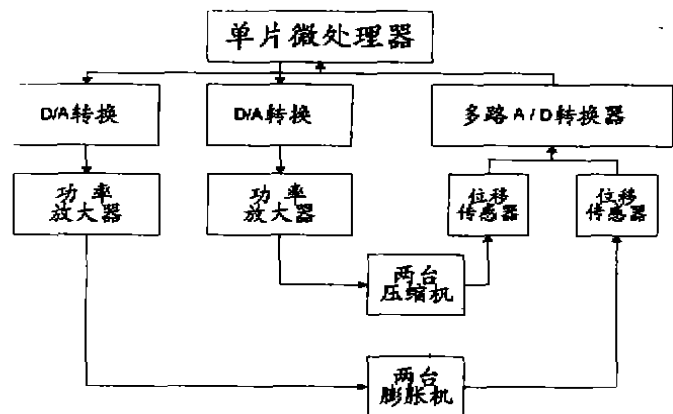 单片微处理器
D/A转换
D/A转换
多路A/D转换器
功率
放大器
功率
放大器
位移
传感器
位移
传感器
两台
压缩机
两台
膨胀机